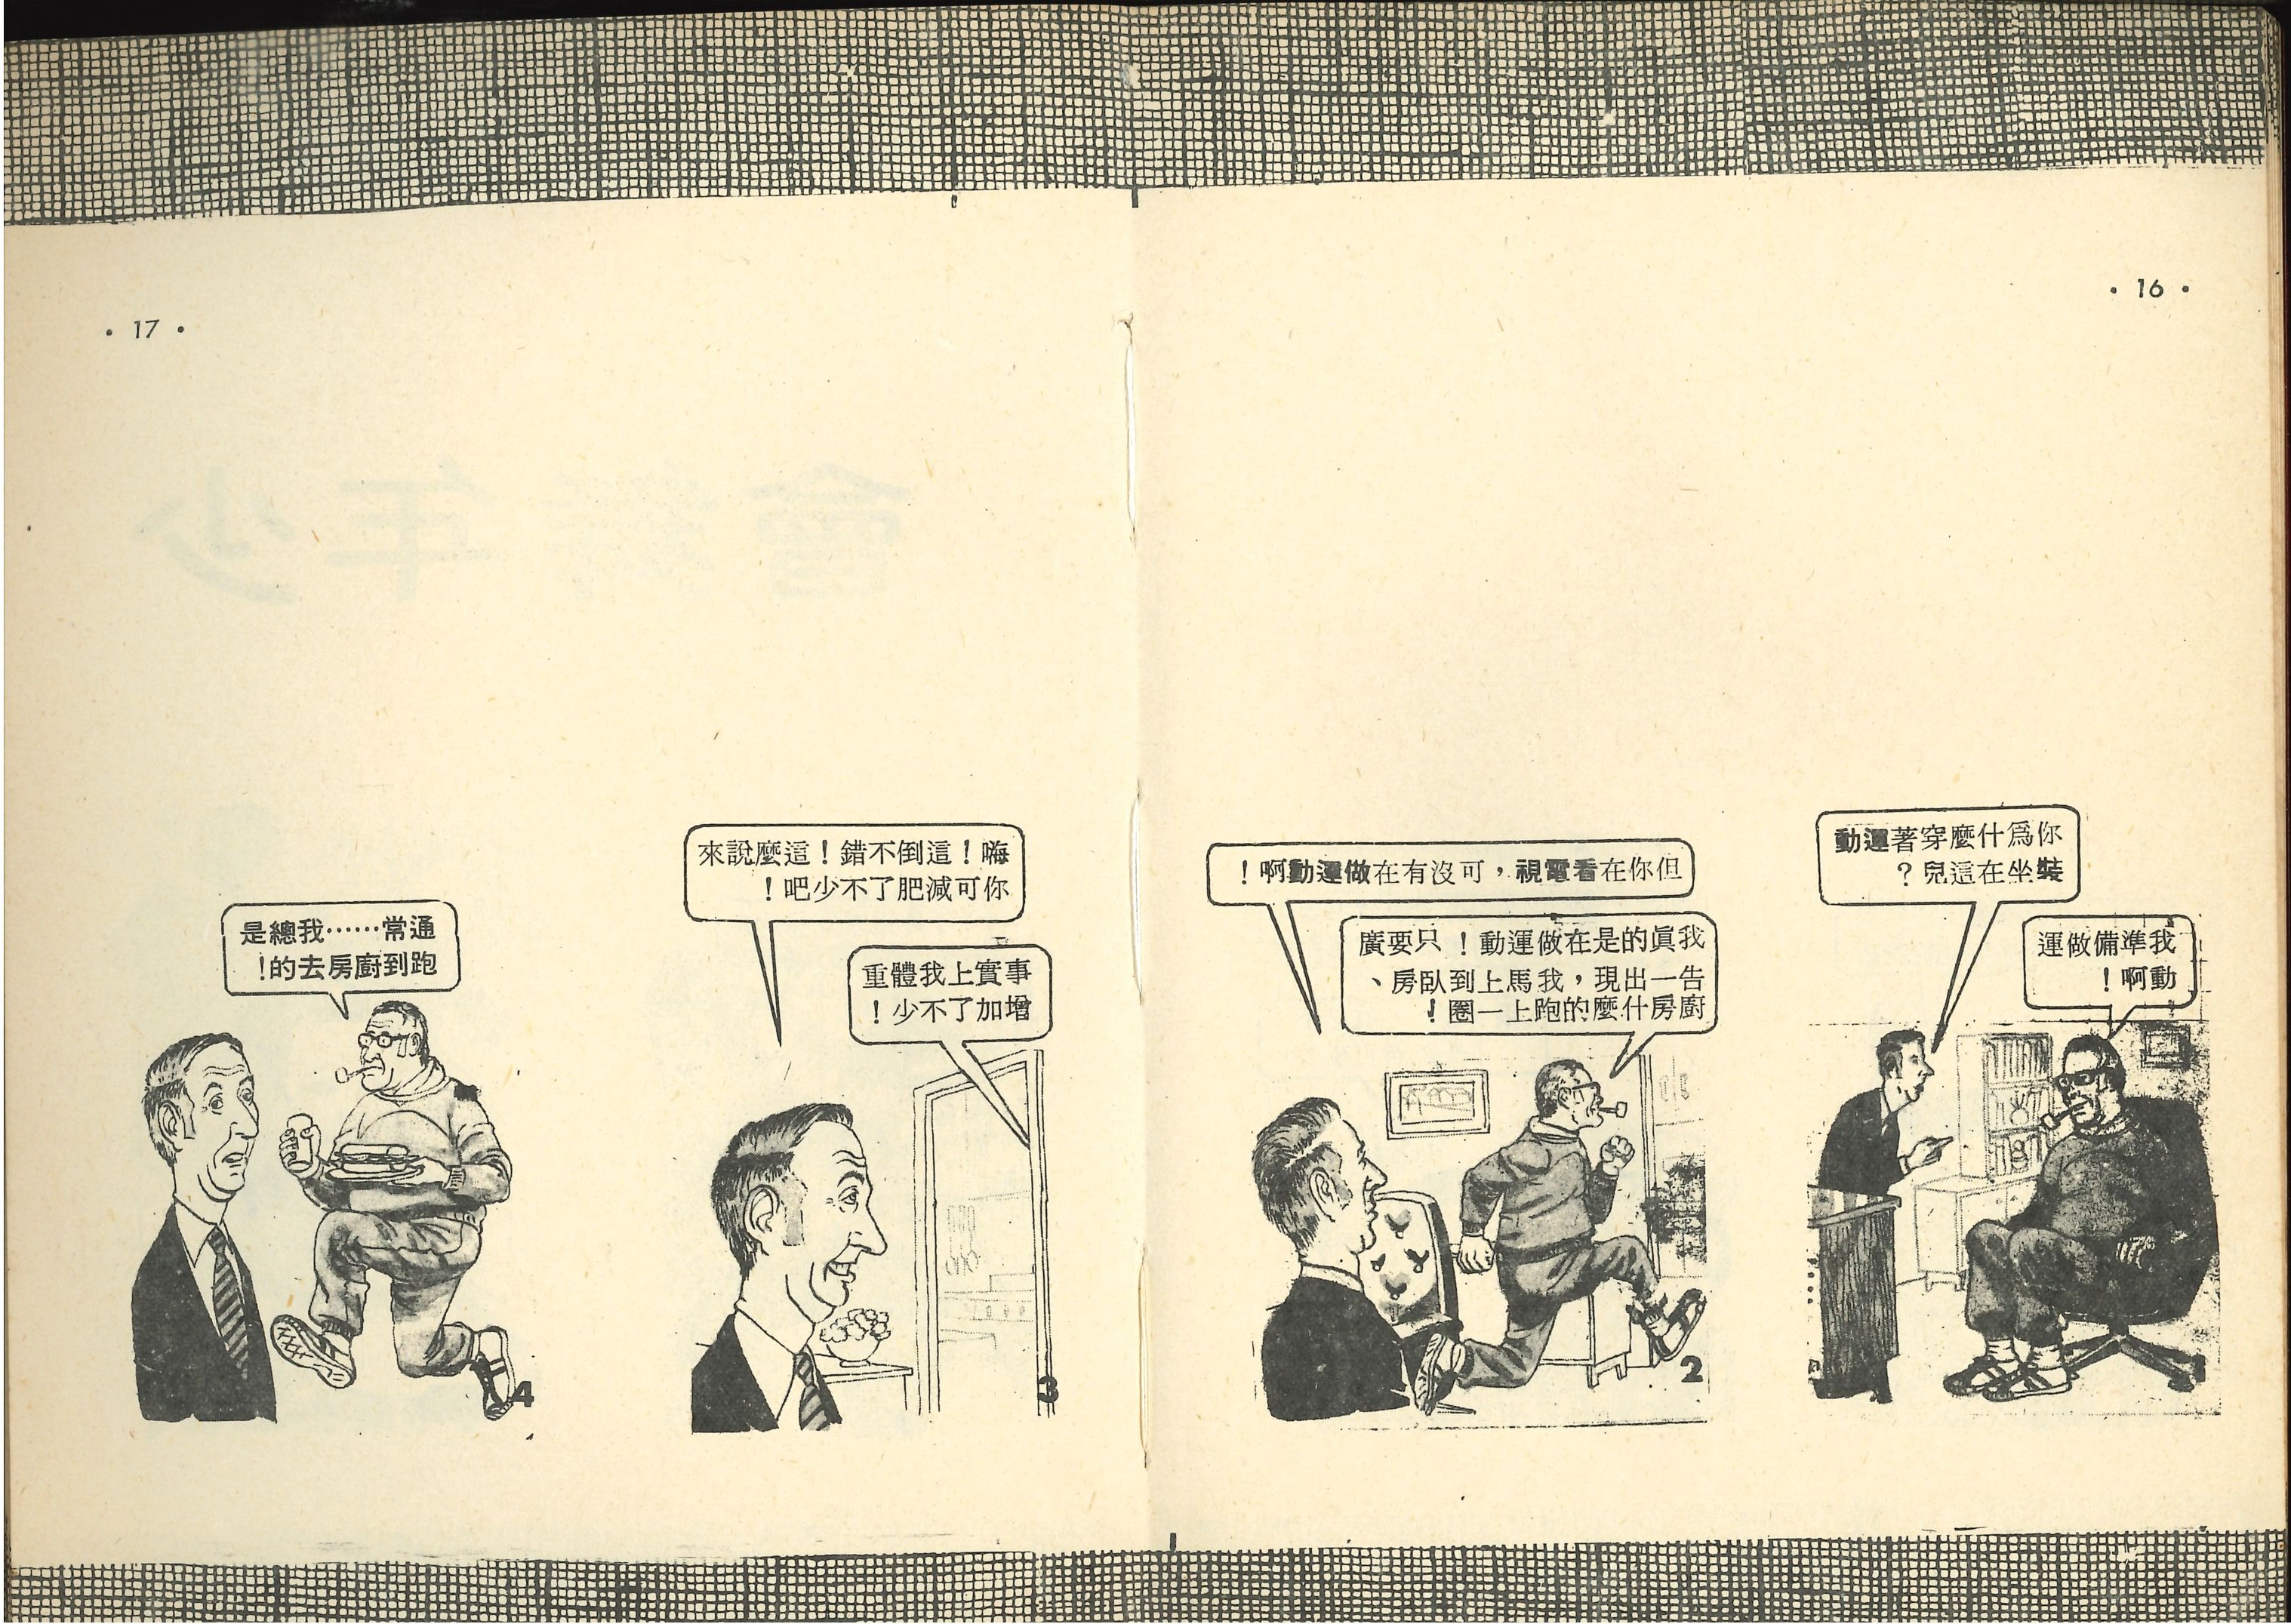 • 16 •
你爲什麼穿著運動
裝坐在這兒？
我準備做運
動啊！
1
但你在看電視，可沒有在做運動啊！
我眞的是在做運動！只要廣
告一出現，我馬上到臥房、
廚房什麼的跑上一圈！
2
• 17 •
嗨！這倒不錯！這麼說來
你可減肥了不少吧！
事實上我體重
增加了不少！
3
通常……我總是
跑到廚房去的！
4